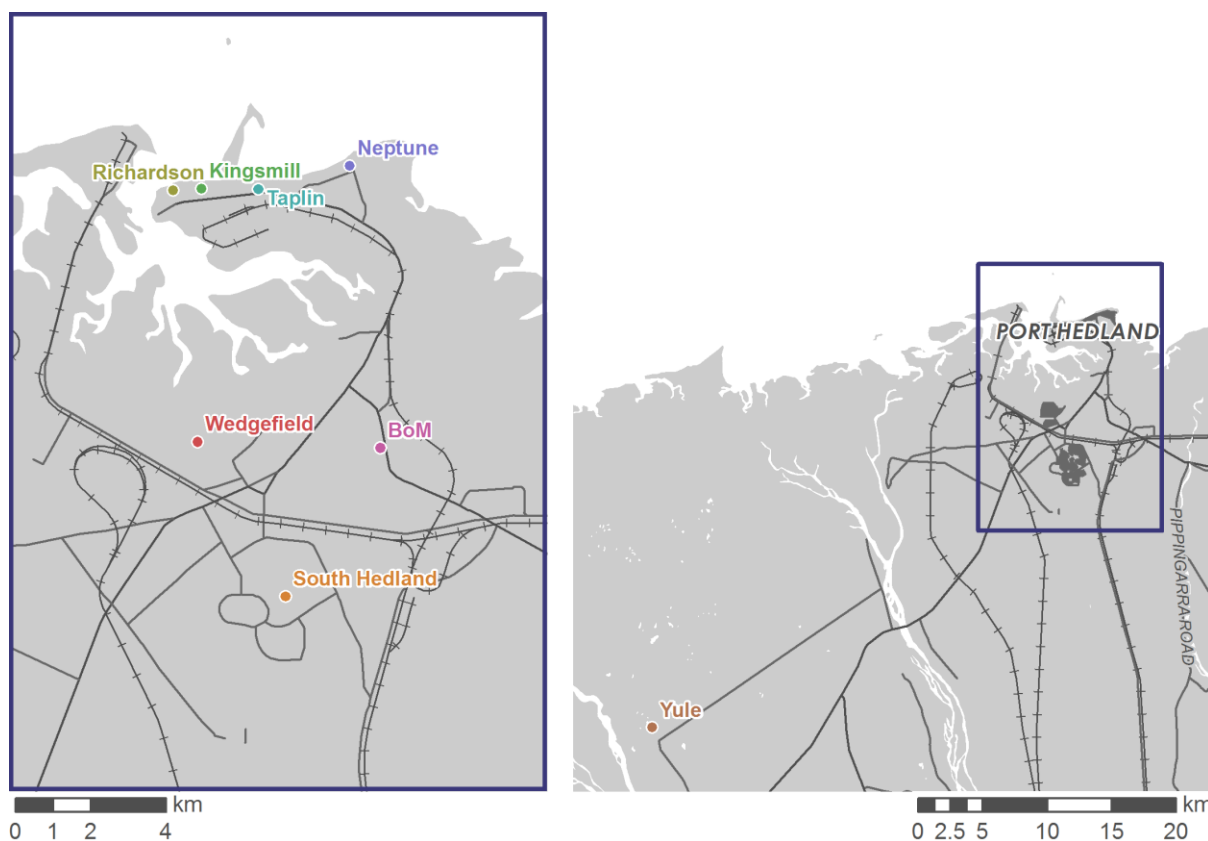 Neptune
Richardson
Kingsmill
Taplin
Wedgefield
BoM
South Hedland
km
0 1 2 4
PORT HEDLAND
PIPPINGARRA ROAD
Yule
km
0 2.5 5 10 15 20